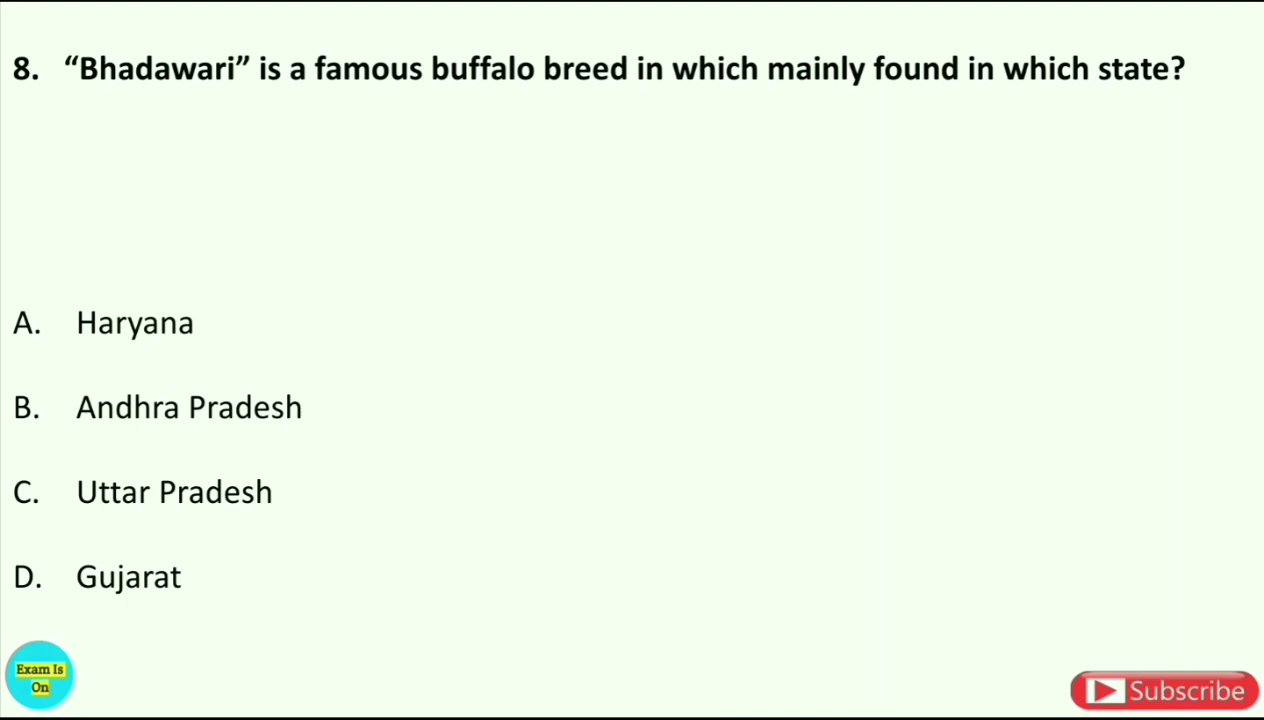 8. “Bhadawari” is a famous buffalo breed in which mainly found in which state?
A. Haryana
B. Andhra Pradesh
C. Uttar Pradesh
D. Gujarat
Exam Is
On
Subscribe